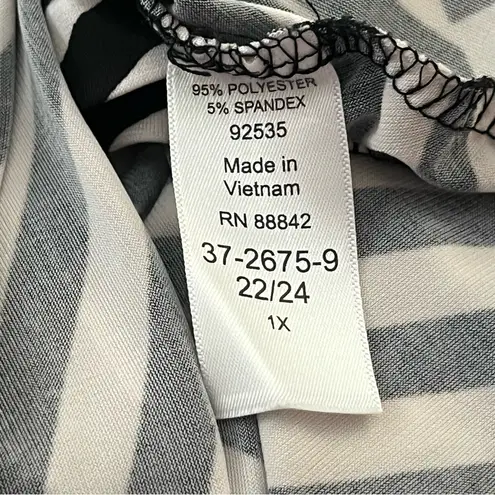 95% POLYESTER
5% SPANDEX
92535
Made in
Vietnam
RN 88842
37-2675-9
22/24
1X